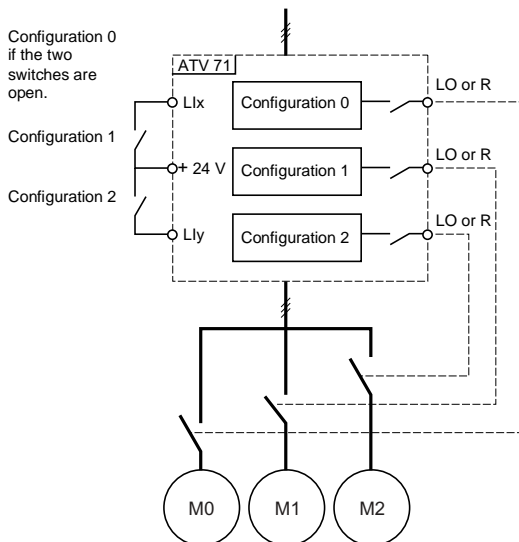 Configuration 0
if the two
switches are
open.
ATV 71
LIx
Configuration 0
LO or R
Configuration 1
+ 24 V
Configuration 1
LO or R
Configuration 2
LIy
Configuration 2
LO or R
M0
M1
M2